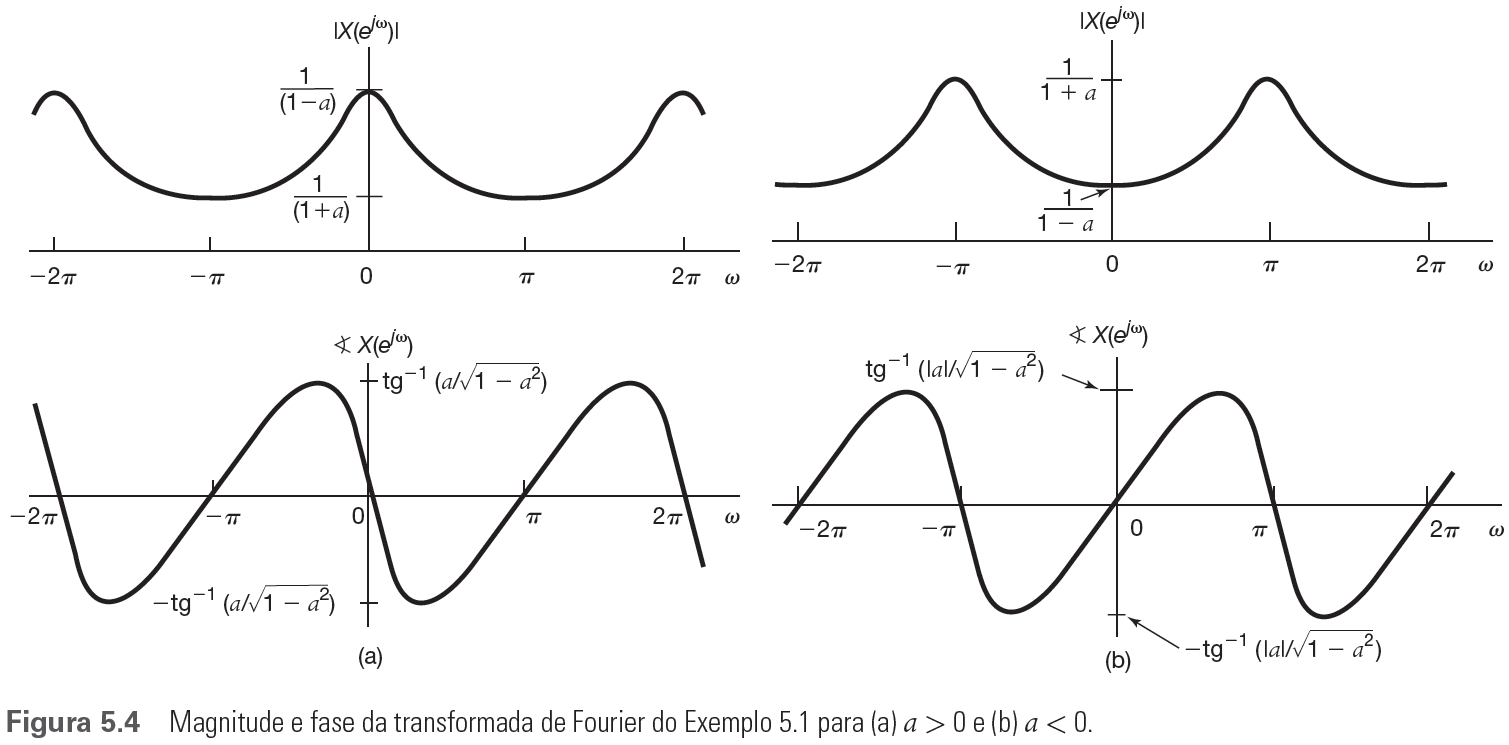 |X(e^{jω})|
1
(1−a)
1
(1+a)
−2π −π 0 π 2π ω
|X(e^{jω})|
1
1 + a
1
1 − a
−2π −π 0 π 2π ω
∢ X(e^{jω})
tg⁻¹ (a/√1 − a²)
−2π −π 0 π 2π ω
−tg⁻¹ (a/√1 − a²)
(a)
∢ X(e^{jω})
tg⁻¹ (|a|/√1 − a²)
−2π −π 0 π 2π ω
−tg⁻¹ (|a|/√1 − a²)
(b)
Figura 5.4 Magnitude e fase da transformada de Fourier do Exemplo 5.1 para (a) a > 0 e (b) a < 0.